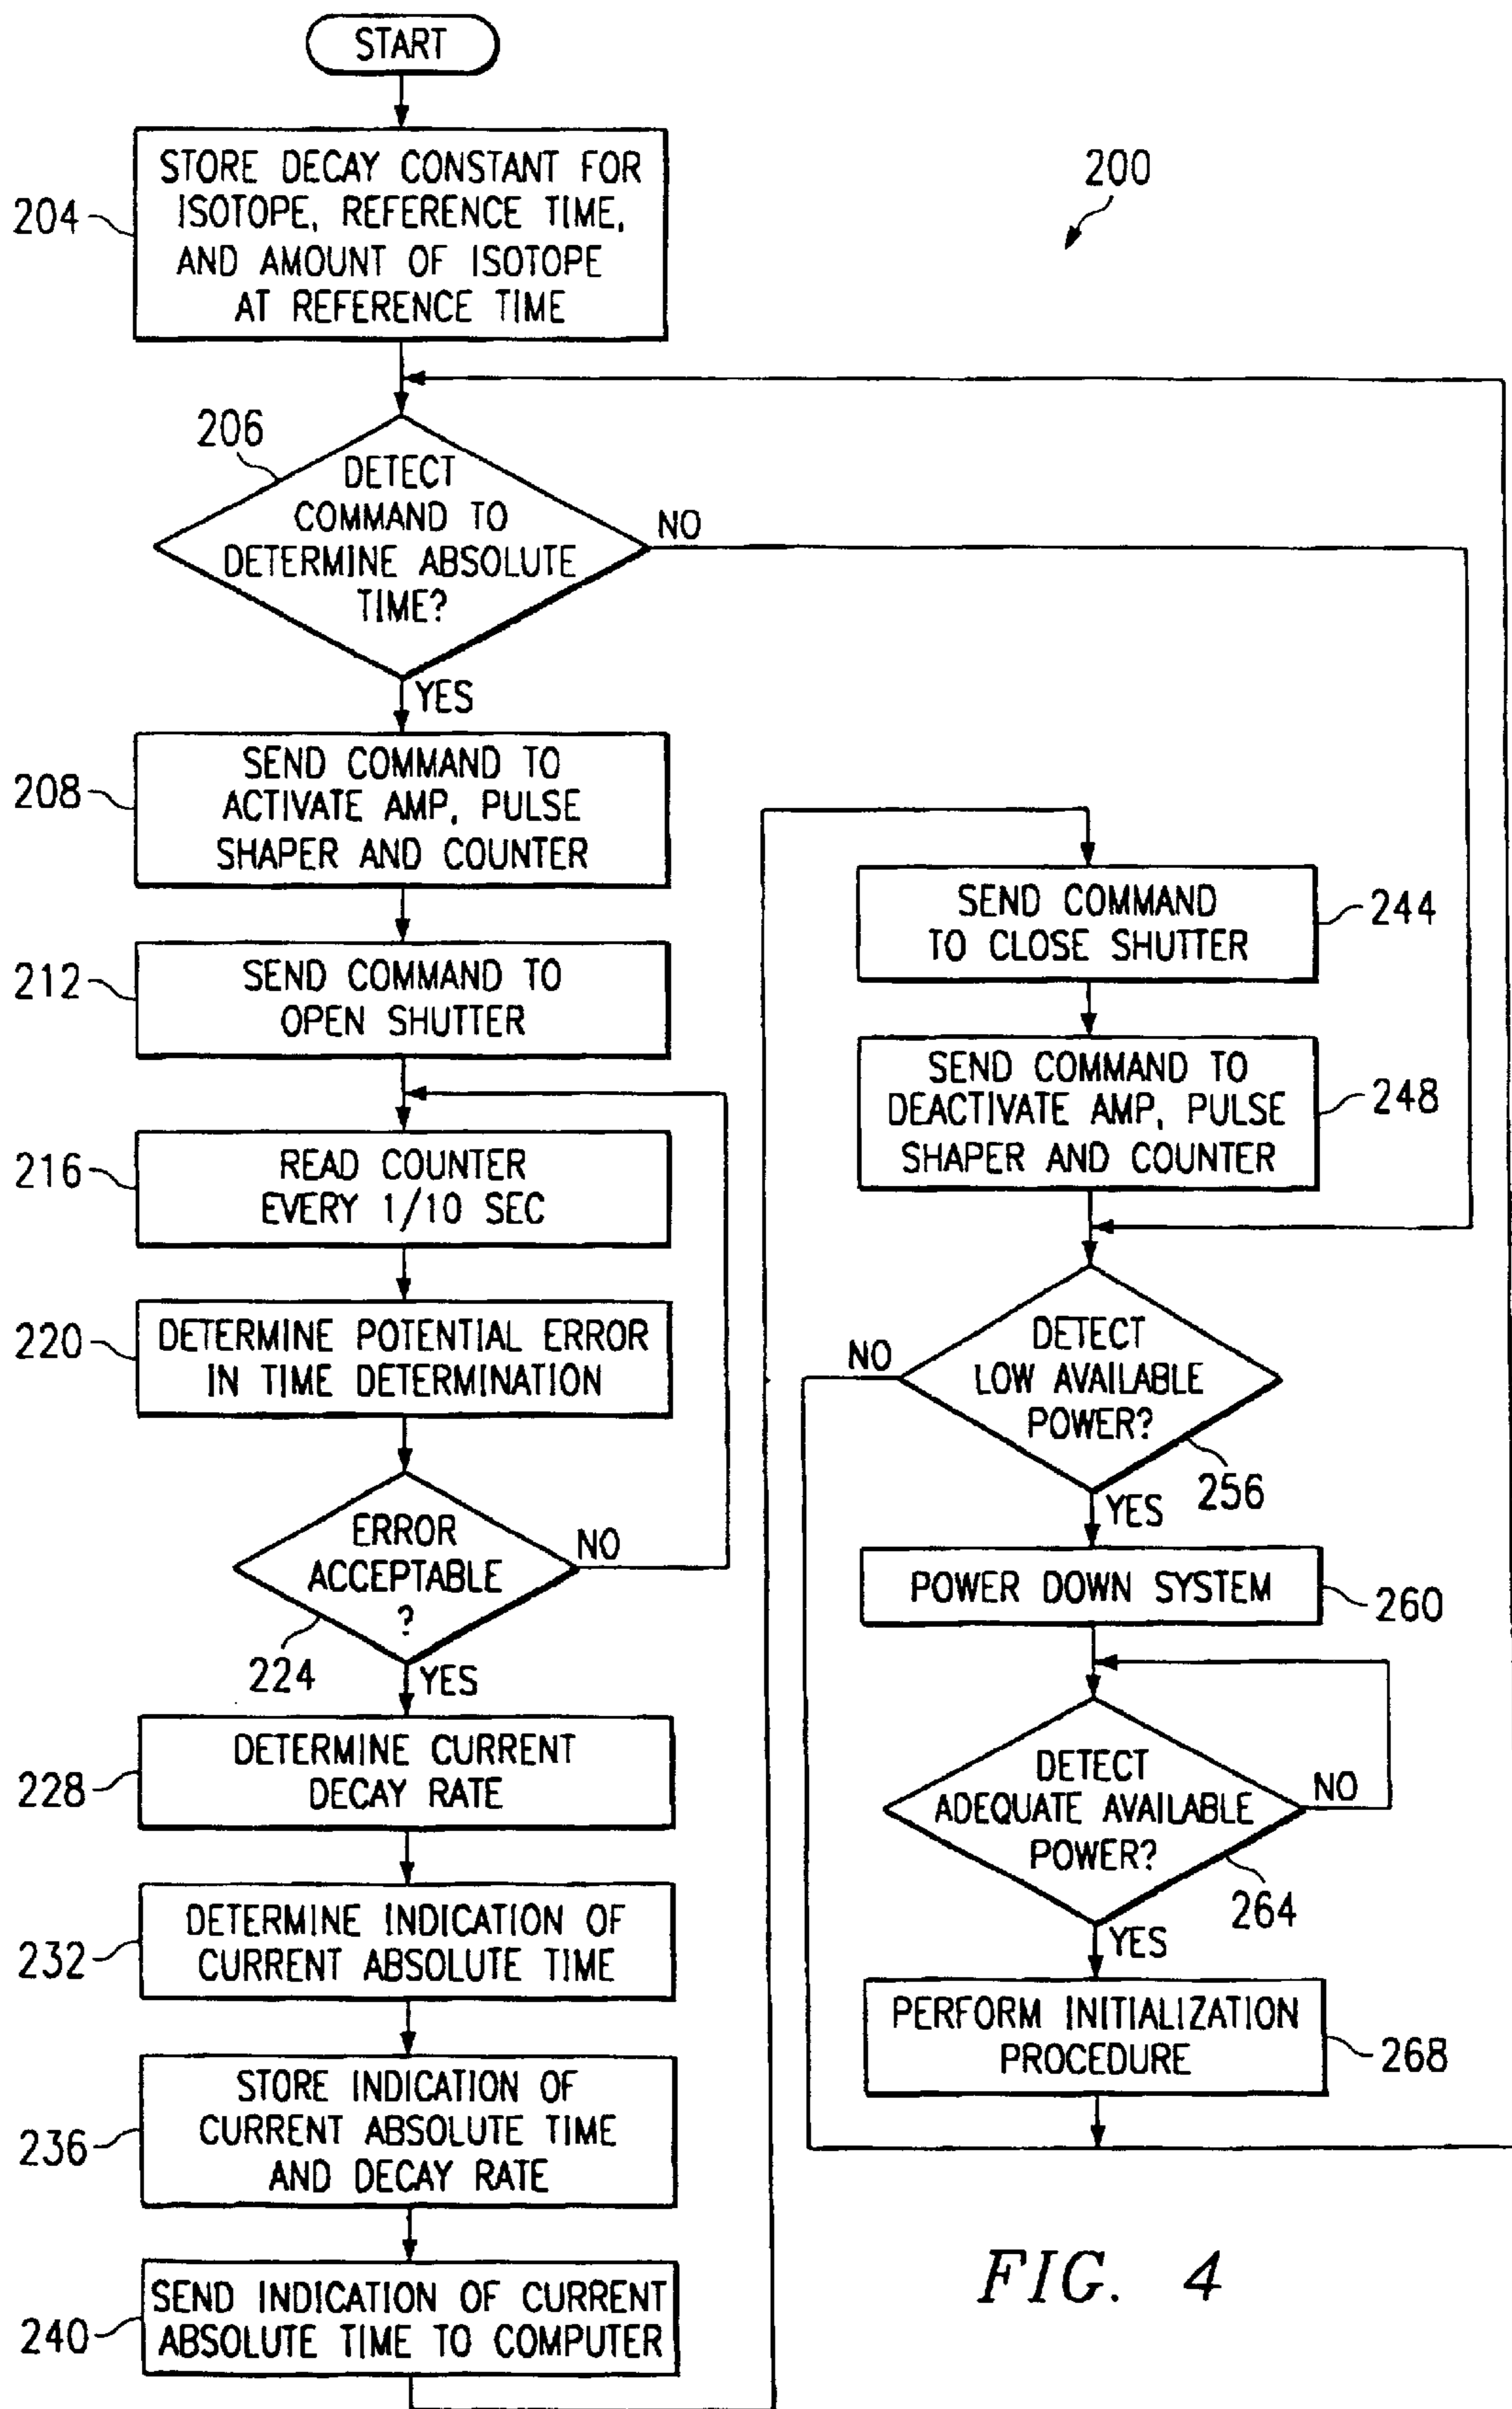 START
STORE DECAY CONSTANT FOR
ISOTOPE, REFERENCE TIME,
AND AMOUNT OF ISOTOPE
AT REFERENCE TIME
204
200
206
DETECT
COMMAND TO
DETERMINE ABSOLUTE
TIME?
NO
YES
208
SEND COMMAND TO
ACTIVATE AMP, PULSE
SHAPER AND COUNTER
212
SEND COMMAND TO
OPEN SHUTTER
216
READ COUNTER
EVERY 1/10 SEC
220
DETERMINE POTENTIAL ERROR
IN TIME DETERMINATION
ERROR
ACCEPTABLE
?
NO
224
YES
228
DETERMINE CURRENT
DECAY RATE
232
DETERMINE INDICATION OF
CURRENT ABSOLUTE TIME
236
STORE INDICATION OF
CURRENT ABSOLUTE TIME
AND DECAY RATE
240
SEND INDICATION OF CURRENT
ABSOLUTE TIME TO COMPUTER
SEND COMMAND
TO CLOSE SHUTTER
244
SEND COMMAND TO
DEACTIVATE AMP, PULSE
SHAPER AND COUNTER
248
NO
DETECT
LOW AVAILABLE
POWER?
256
YES
POWER DOWN SYSTEM
260
DETECT
ADEQUATE AVAILABLE
POWER?
NO
264
YES
PERFORM INITIALIZATION
PROCEDURE
268
FIG. 4